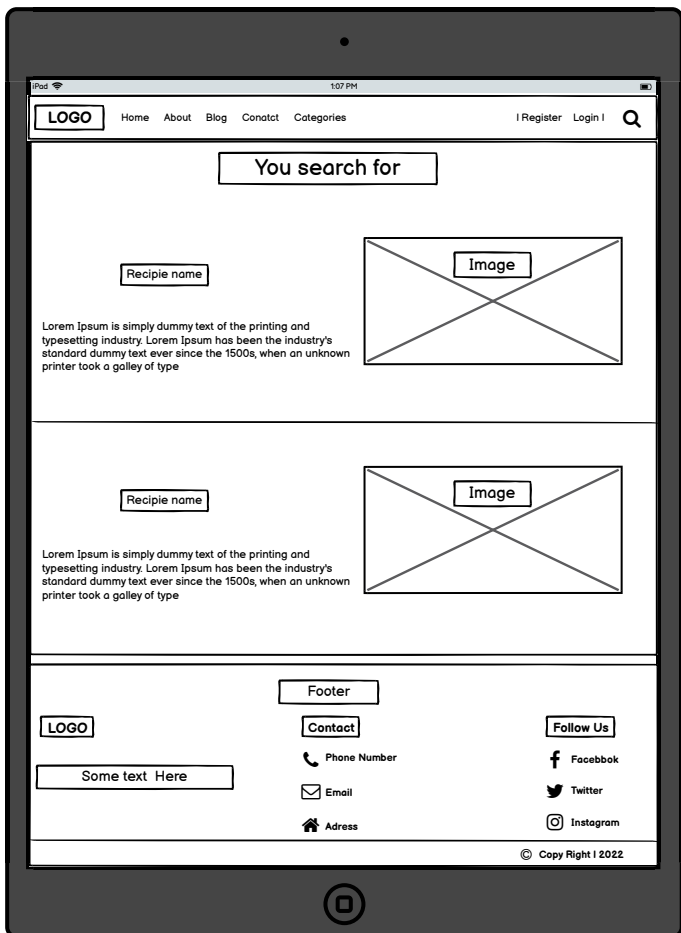 iPad 1:07 PM
LOGO Home About Blog Conatct Categories I Register Login I
You search for
Recipie name
Image
Lorem Ipsum is simply dummy text of the printing and
typesetting industry. Lorem Ipsum has been the industry's
standard dummy text ever since the 1500s, when an unknown
printer took a galley of type
Recipie name
Image
Lorem Ipsum is simply dummy text of the printing and
typesetting industry. Lorem Ipsum has been the industry's
standard dummy text ever since the 1500s, when an unknown
printer took a galley of type
Footer
LOGO
Some text Here
Contact
Phone Number
Email
Adress
Follow Us
Facebbok
Twitter
Instagram
© Copy Right I 2022